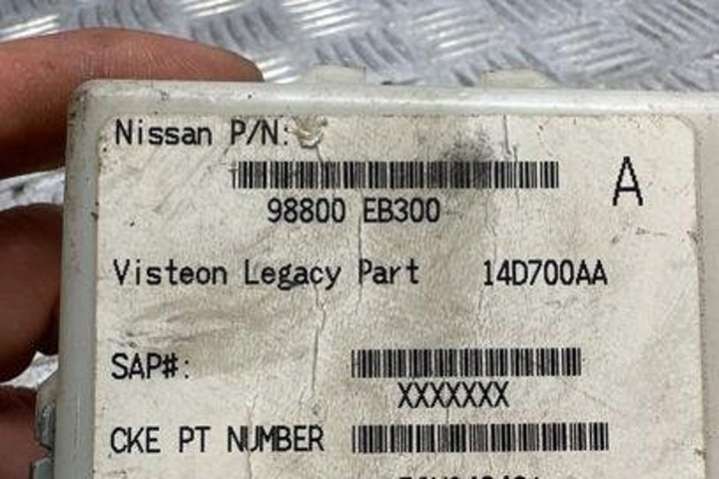 Nissan P/N:
A
98800 EB300
Visteon Legacy Part 14D700AA
SAP#:
XXXXXXX
CKE PT NUMBER